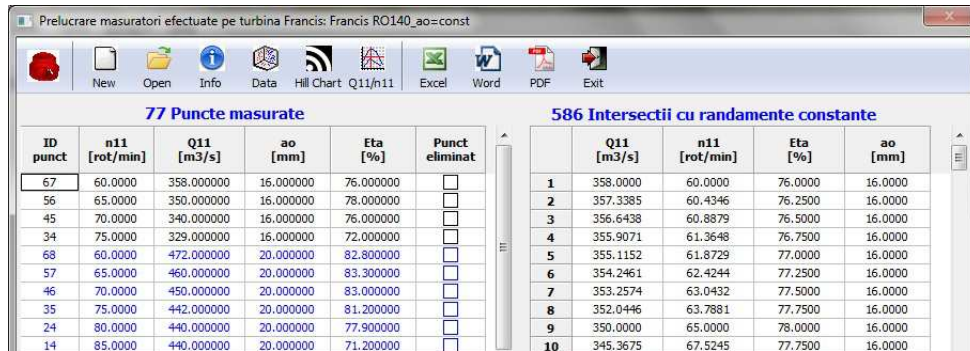 Prelucrare masuratori efectuate pe turbina Francis: Francis RO140_ao=const
New Open Info Data Hill Chart Q11/n11 Excel Word PDF Exit
77 Puncte masurate
ID punct n11 [rot/min] Q11 [m3/s] ao [mm] Eta [%] Punct eliminat
67 60.0000 358.000000 16.000000 76.000000
56 65.0000 350.000000 16.000000 78.000000
45 70.0000 340.000000 16.000000 76.000000
34 75.0000 329.000000 16.000000 72.000000
68 60.0000 472.000000 20.000000 82.800000
57 65.0000 460.000000 20.000000 83.300000
46 70.0000 450.000000 20.000000 83.000000
35 75.0000 442.000000 20.000000 81.200000
24 80.0000 440.000000 20.000000 77.900000
14 85.0000 440.000000 20.000000 71.200000
586 Intersectii cu randamente constante
Q11 [m3/s] n11 [rot/min] Eta [%] ao [mm]
1 358.0000 60.0000 76.0000 16.0000
2 357.3385 60.4346 76.2500 16.0000
3 356.6438 60.8879 76.5000 16.0000
4 355.9071 61.3648 76.7500 16.0000
5 355.1152 61.8729 77.0000 16.0000
6 354.2461 62.4244 77.2500 16.0000
7 353.2574 63.0432 77.5000 16.0000
8 352.0446 63.7881 77.7500 16.0000
9 350.0000 65.0000 78.0000 16.0000
10 345.3675 67.5245 77.7500 16.0000